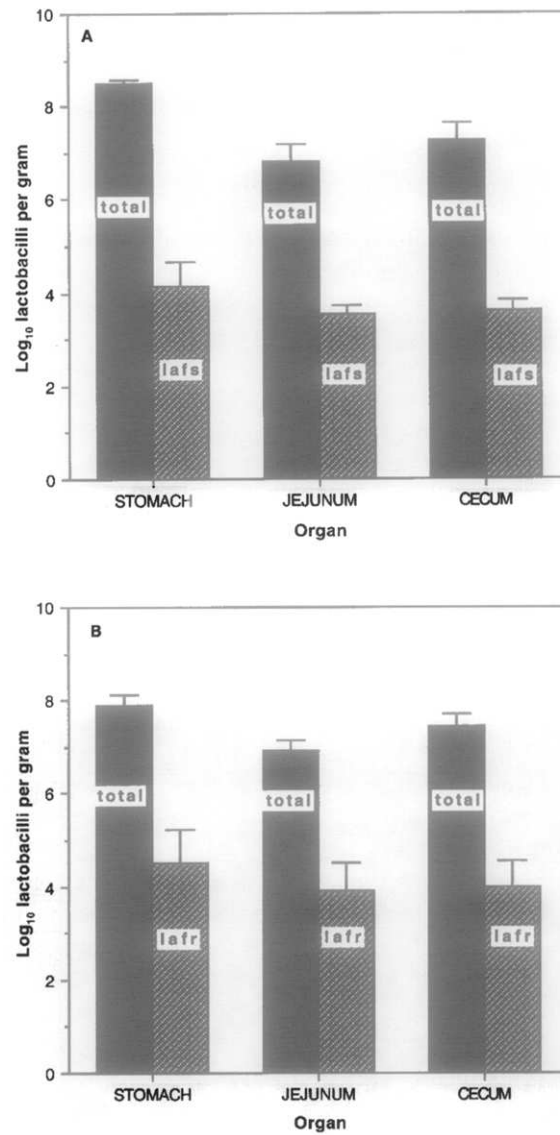 A
10
8
6
4
2
0
Log10 lactobacilli per gram
total
lafs
total
lafs
total
lafs
STOMACH JEJUNUM CECUM
Organ
B
10
8
6
4
2
0
Log10 lactobacilli per gram
total
lafr
total
lafr
total
lafr
STOMACH JEJUNUM CECUM
Organ